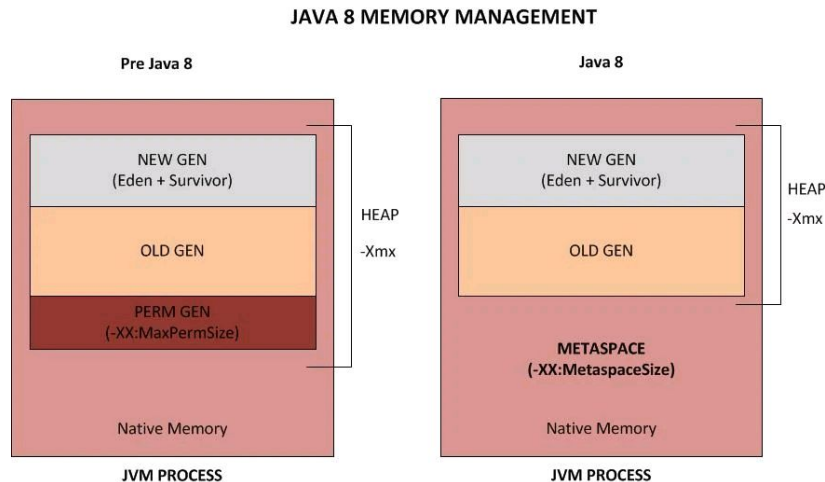 JAVA 8 MEMORY MANAGEMENT
Pre Java 8
NEW GEN
(Eden + Survivor)
OLD GEN
PERM GEN
(-XX:MaxPermSize)
HEAP
-Xmx
Native Memory
JVM PROCESS
Java 8
NEW GEN
(Eden + Survivor)
OLD GEN
HEAP
-Xmx
METASPACE
(-XX:MetaspaceSize)
Native Memory
JVM PROCESS